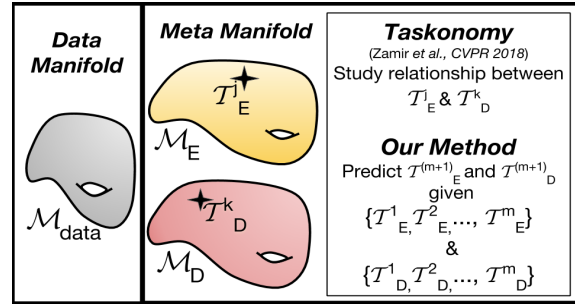 Data
Manifold
ℳdata
Meta Manifold
𝒯ʲE
ℳE
𝒯ᵏD
ℳD
Taskonomy
(Zamir et al., CVPR 2018)
Study relationship between
𝒯ʲE & 𝒯ᵏD
Our Method
Predict 𝒯⁽ᵐ⁺¹⁾E and 𝒯⁽ᵐ⁺¹⁾D
given
{𝒯¹E, 𝒯²E, ..., 𝒯ᵐE}
&
{𝒯¹D, 𝒯²D, ..., 𝒯ᵐD}